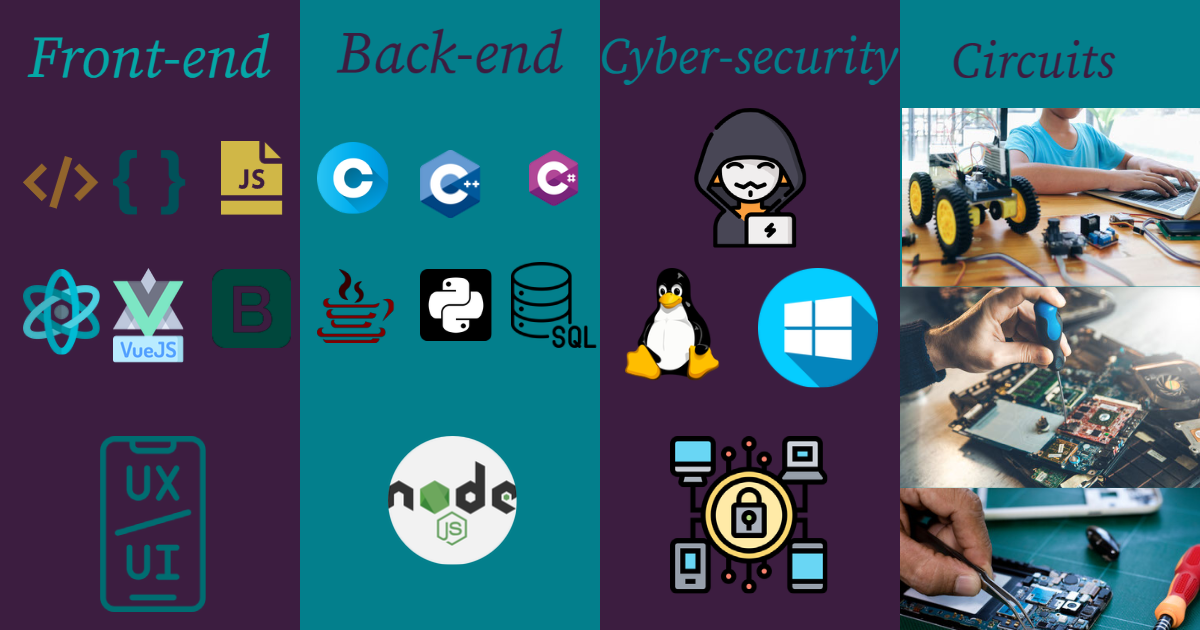 Front-end
Back-end
Cyber-security
Circuits
</>
{ }
JS
C
C++
C#
B
VueJS
SQL
UX
/
UI
node
JS